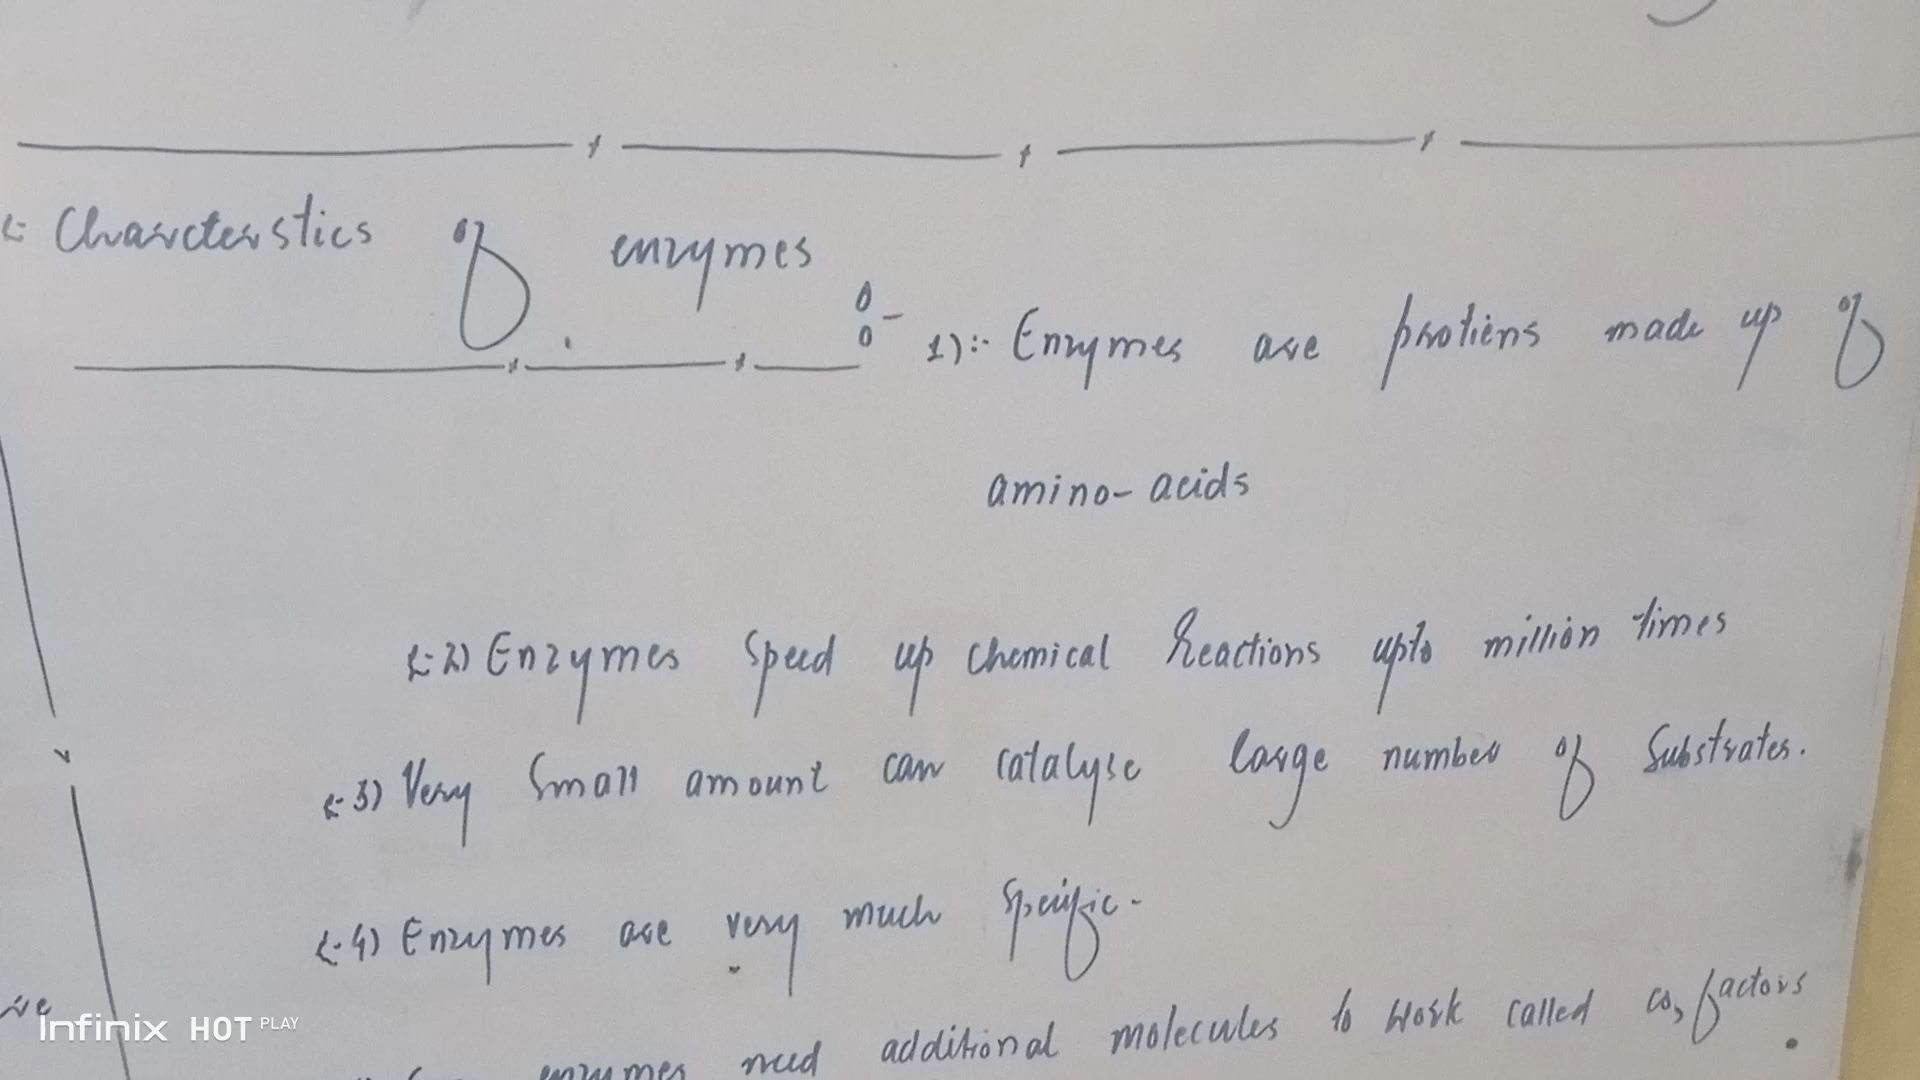 Charcterstics of enzymes :-
1):- Enzymes are protiens made up of
amino-acids
2) Enzymes speed up chemical Reactions upto million times
3) Very small amount can catalyse large number of Substrates.
4) Enzymes are very much specific.
enzymes need additional molecules to work called co, factors
Infinix HOT PLAY